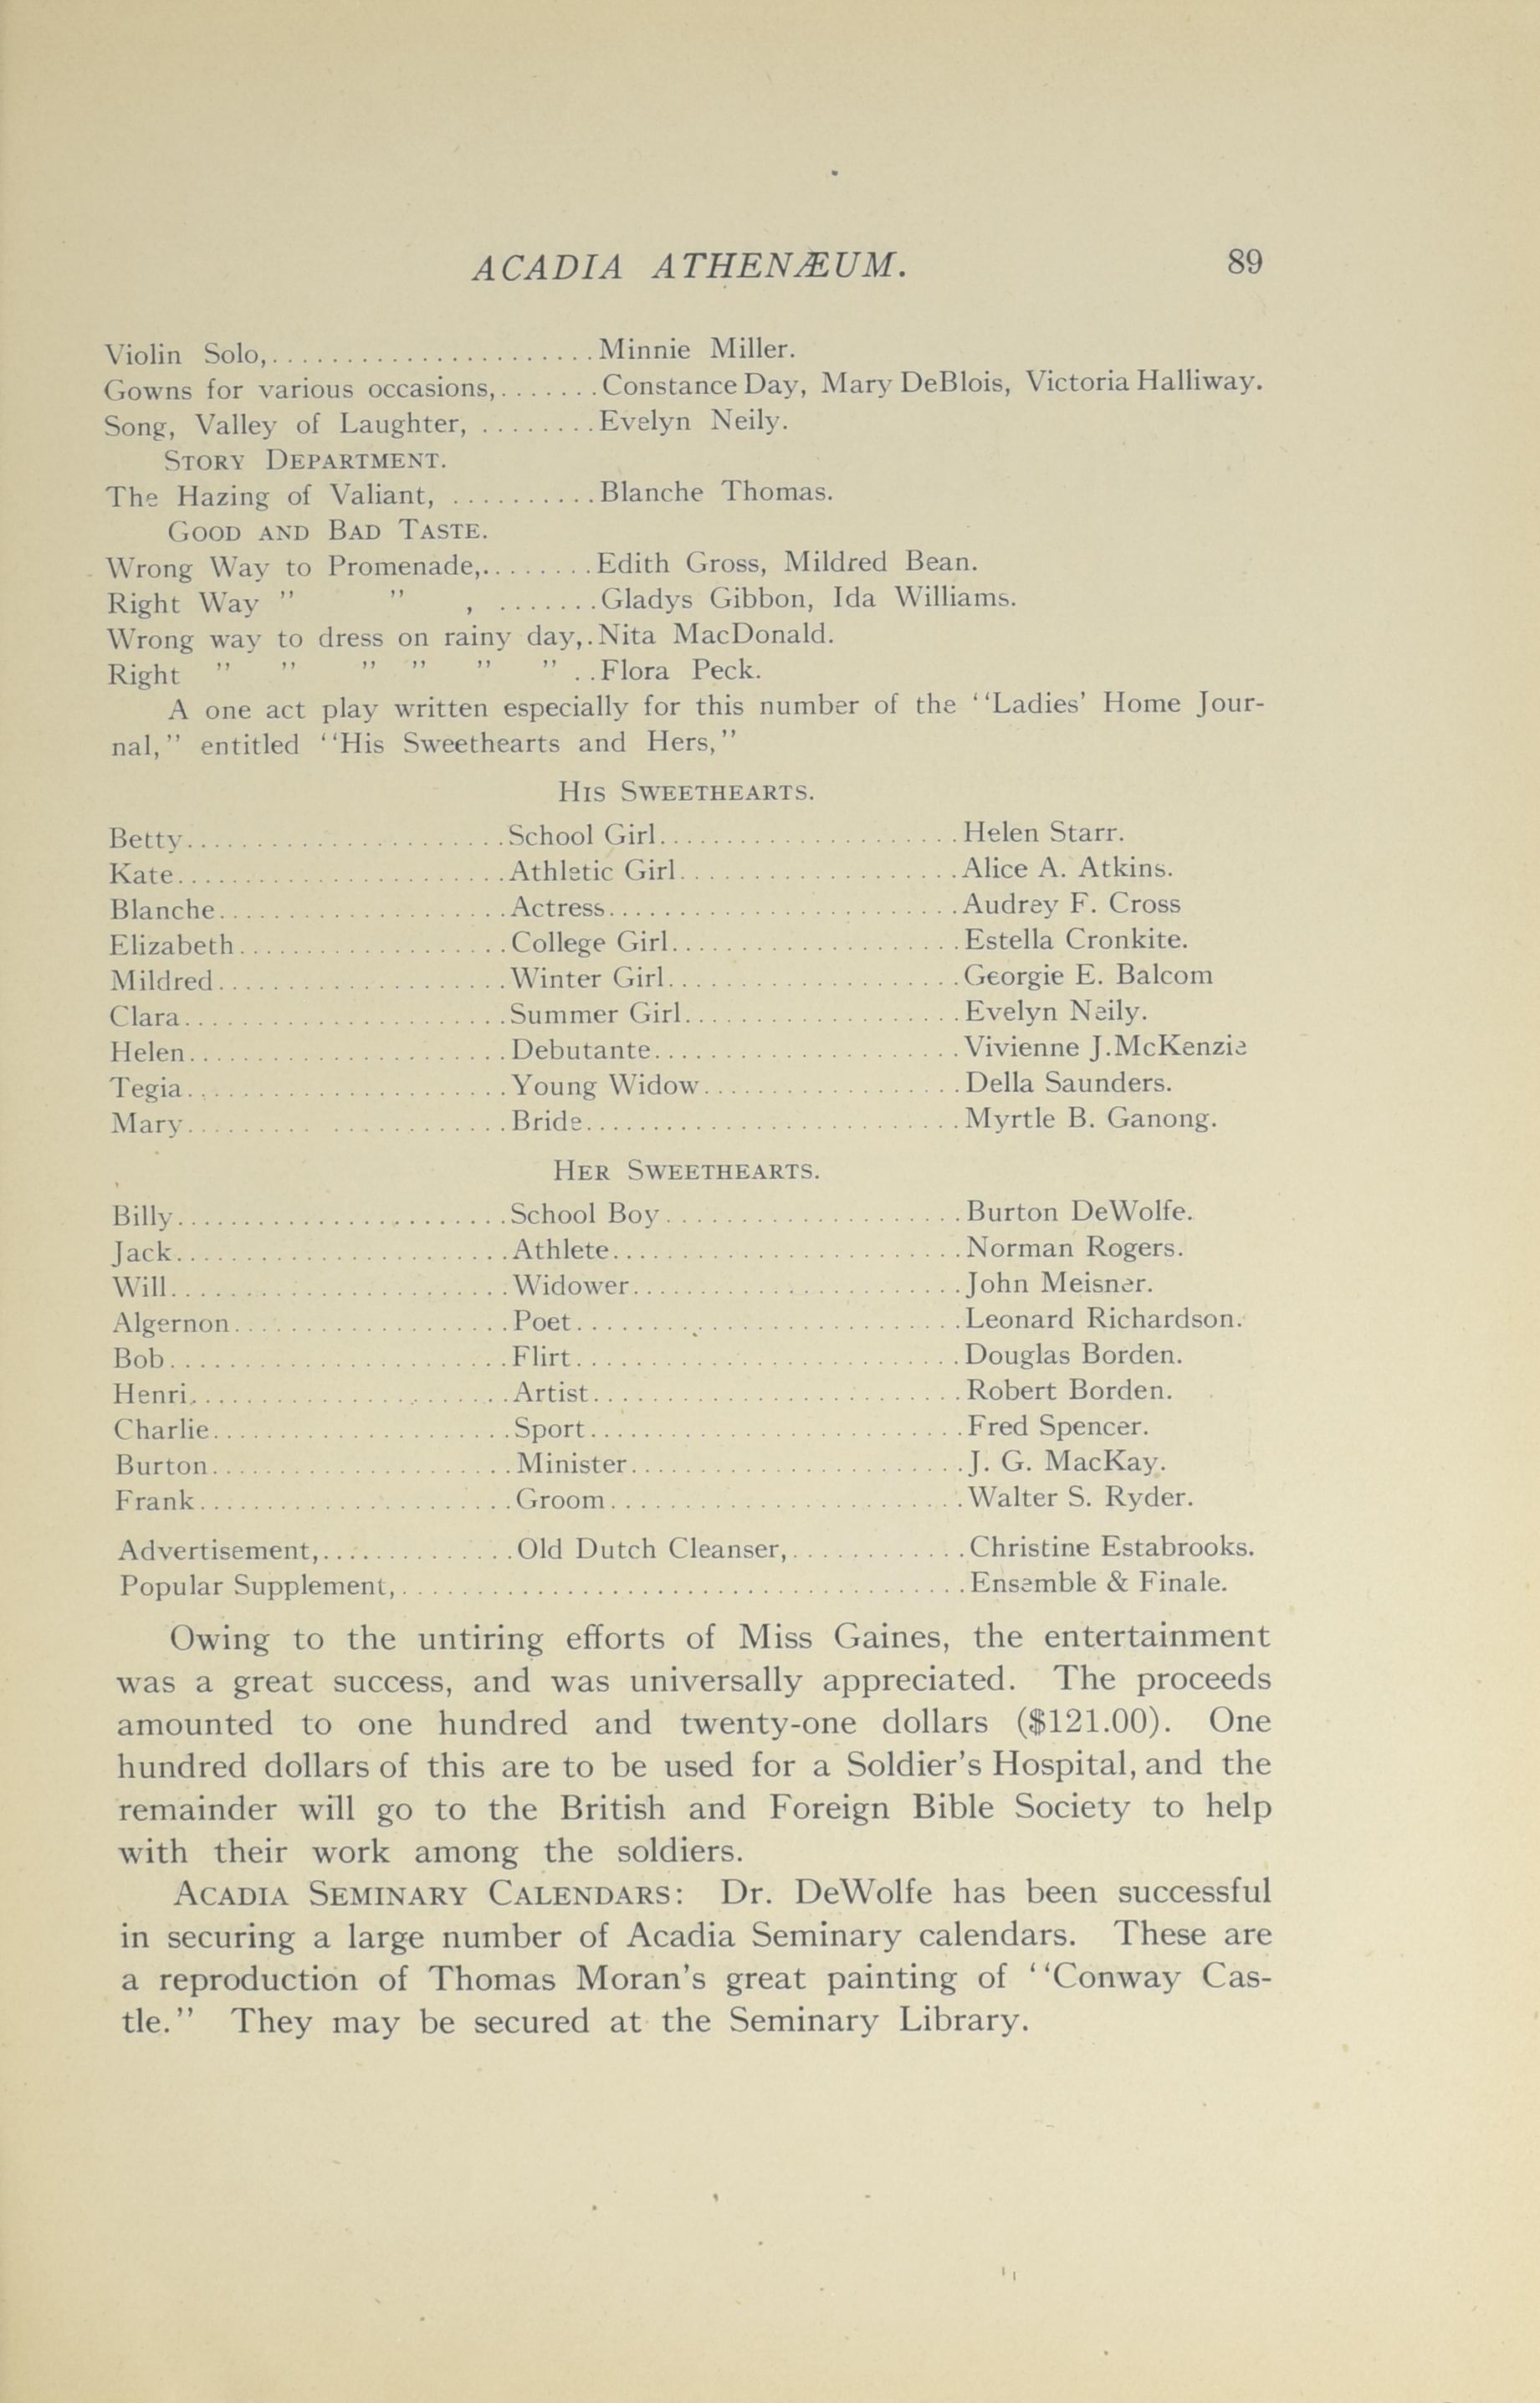 ACADIA ATHENÆUM. 89
Violin Solo,......................Minnie Miller.
Gowns for various occasions,.......Constance Day, Mary DeBlois, Victoria Halliway.
Song, Valley of Laughter, ........Evelyn Neily.
STORY DEPARTMENT.
The Hazing of Valiant, ..........Blanche Thomas.
GOOD AND BAD TASTE.
Wrong Way to Promenade,........Edith Gross, Mildred Bean.
Right Way " " , .......Gladys Gibbon, Ida Williams.
Wrong way to dress on rainy day,.Nita MacDonald.
Right " " " " " " ..Flora Peck.
A one act play written especially for this number of the "Ladies' Home Jour-
nal," entitled "His Sweethearts and Hers,"
HIS SWEETHEARTS.
Betty......................School Girl....................Helen Starr.
Kate.......................Athletic Girl...................Alice A. Atkins.
Blanche....................Actress........................Audrey F. Cross
Elizabeth..................College Girl....................Estella Cronkite.
Mildred....................Winter Girl....................Georgie E. Balcom
Clara......................Summer Girl...................Evelyn Neily.
Helen......................Debutante.....................Vivienne J. McKenzie
Tegia......................Young Widow..................Della Saunders.
Mary......................Bride..........................Myrtle B. Ganong.
HER SWEETHEARTS.
Billy.......................School Boy....................Burton DeWolfe.
Jack.......................Athlete........................Norman Rogers.
Will.......................Widower.......................John Meisner.
Algernon...................Poet...........................Leonard Richardson.
Bob.......................Flirt...........................Douglas Borden.
Henri......................Artist..........................Robert Borden.
Charlie.....................Sport..........................Fred Spencer.
Burton.....................Minister.......................J. G. MacKay.
Frank......................Groom........................Walter S. Ryder.
Advertisement,.............Old Dutch Cleanser,............Christine Estabrooks.
Popular Supplement,.......................................Ensemble & Finale.
Owing to the untiring efforts of Miss Gaines, the entertainment
was a great success, and was universally appreciated. The proceeds
amounted to one hundred and twenty-one dollars ($121.00). One
hundred dollars of this are to be used for a Soldier's Hospital, and the
remainder will go to the British and Foreign Bible Society to help
with their work among the soldiers.
ACADIA SEMINARY CALENDARS: Dr. DeWolfe has been successful
in securing a large number of Acadia Seminary calendars. These are
a reproduction of Thomas Moran's great painting of "Conway Cas-
tle." They may be secured at the Seminary Library.